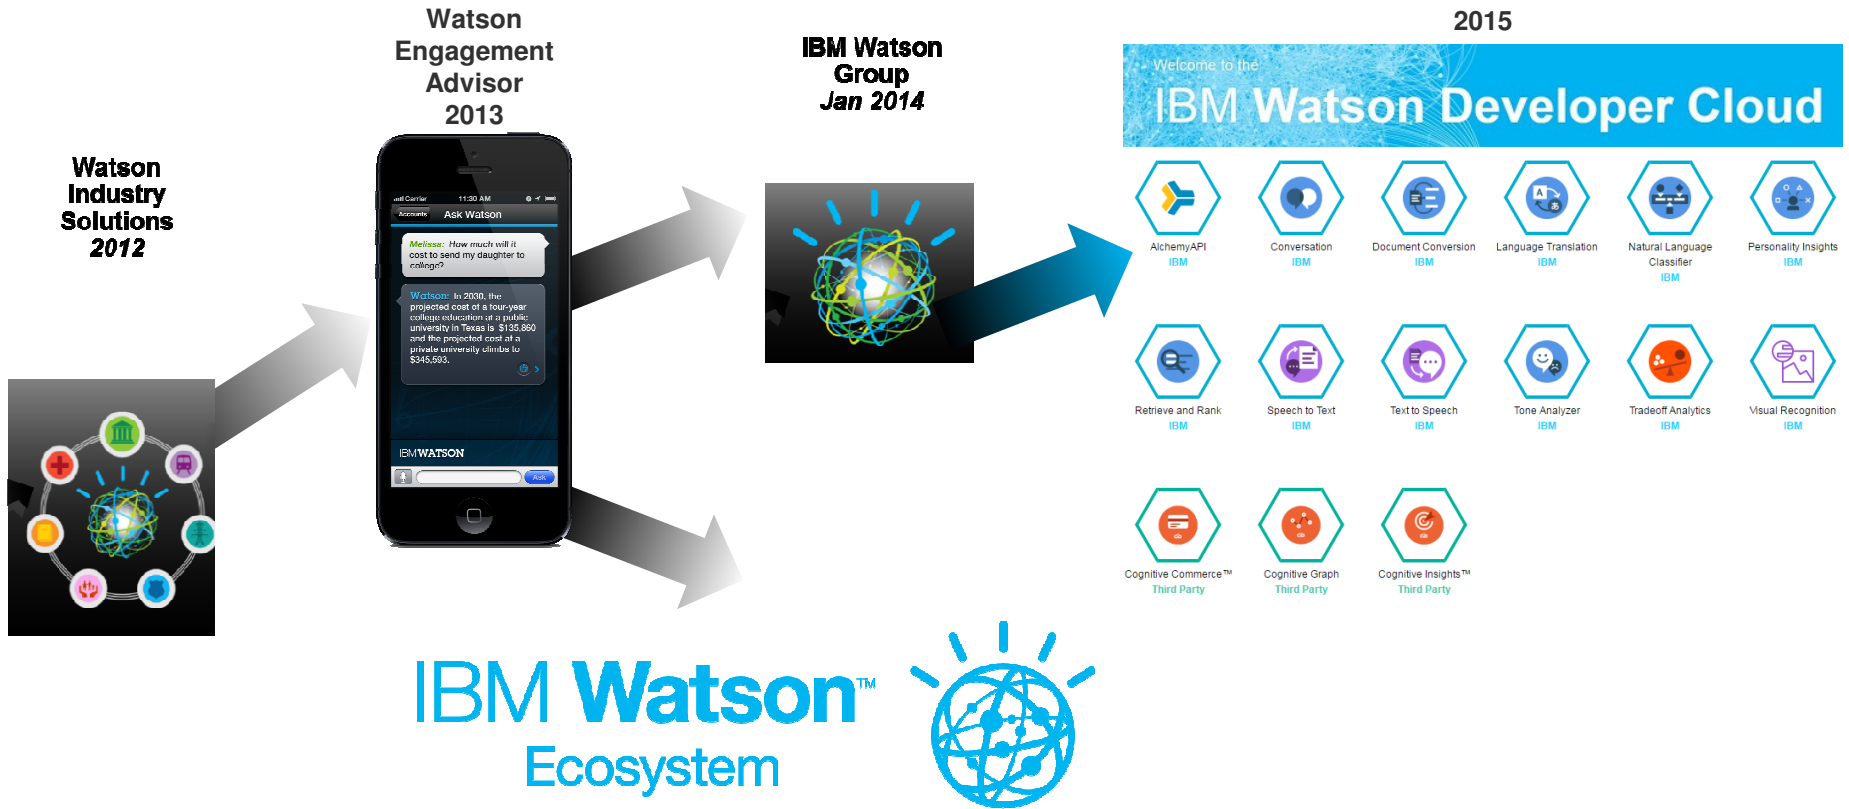 Watson
Industry
Solutions
2012
Watson
Engagement
Advisor
2013
Carrier
11:30 AM
Accounts
Ask Watson
Melissa: How much will it
cost to send my daughter to
college?
Watson: In 2030, the
projected cost of a four-year
college education at a public
university in Texas is $135,860
and the projected cost at a
private university climbs to
$345,593.
IBM WATSON
Ask
IBM Watson
Group
Jan 2014
IBM Watson™
Ecosystem
2015
Welcome to the
IBM Watson Developer Cloud
AlchemyAPI
IBM
Conversation
IBM
Document Conversion
IBM
Language Translation
IBM
Natural Language
Classifier
IBM
Personality Insights
IBM
Retrieve and Rank
IBM
Speech to Text
IBM
Text to Speech
IBM
Tone Analyzer
IBM
Tradeoff Analytics
IBM
Visual Recognition
IBM
Cognitive Commerce™
Third Party
Cognitive Graph
Third Party
Cognitive Insights™
Third Party